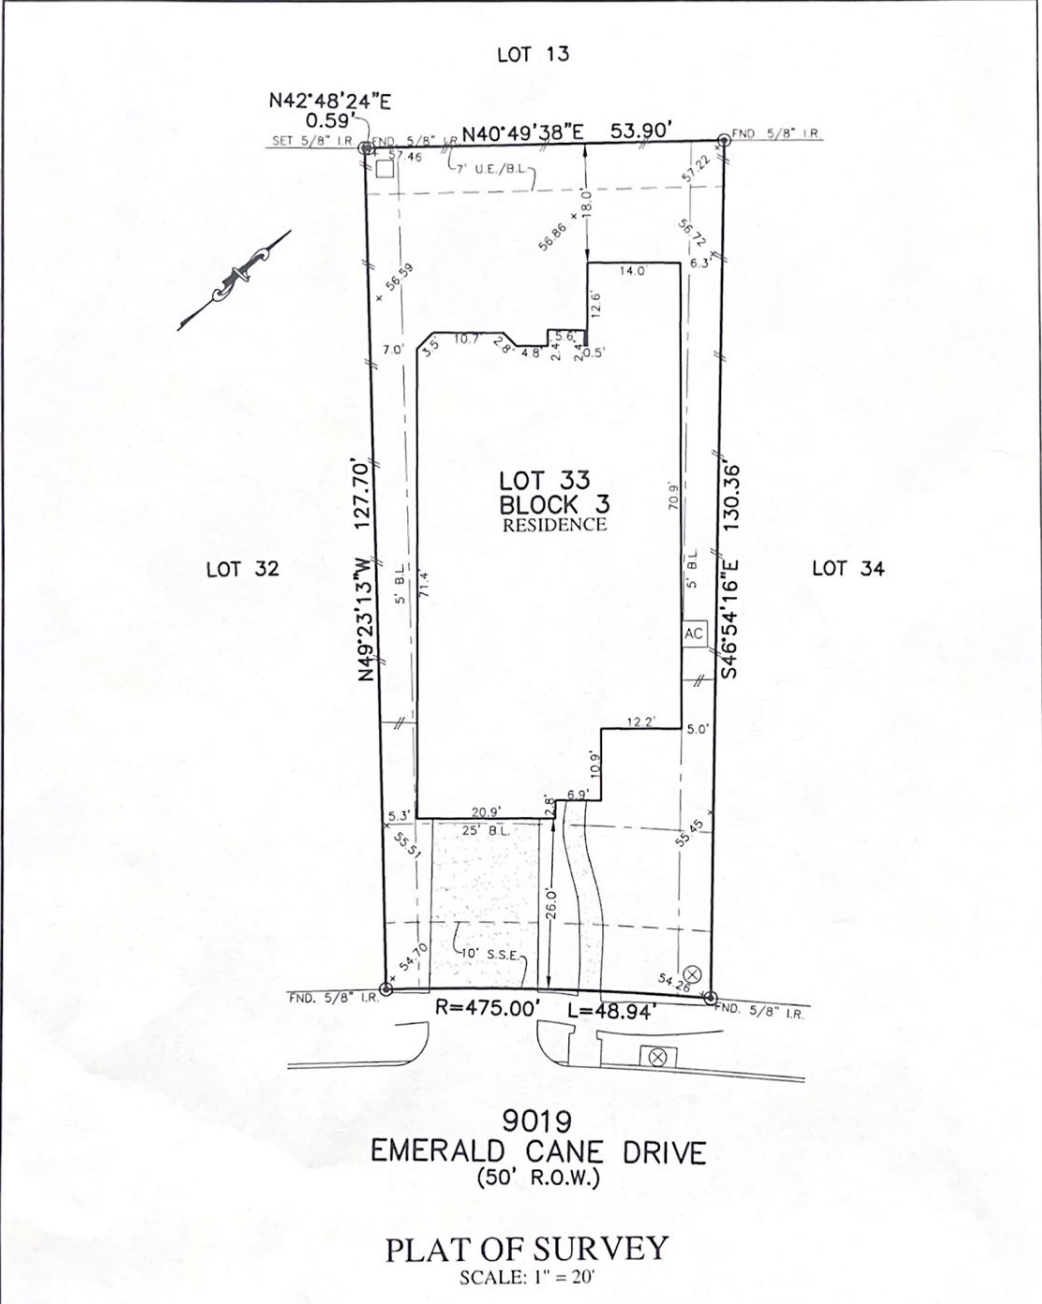 LOT 13
N42°48'24"E
0.59'
SET 5/8" I.R.
FND. 5/8" I.R.
N40°49'38"E 53.90'
FND. 5/8" I.R.
57.46
7' U.E./B.L.
57.22
18.0'
56.86
56.72
6.3'
14.0'
56.59
12.6'
7.0'
3.5'
10.7'
2.8'
4.8'
2.4'
5.6'
2.4'
0.5'
LOT 33
BLOCK 3
RESIDENCE
70.9'
N49°23'13"W 127.70'
S46°54'16"E 130.36'
LOT 32
LOT 34
5' B.L.
71.4'
5' B.L.
AC
12.2'
5.0'
10.9'
6.9'
2.8'
20.9'
5.3'
25' B.L.
55.51
55.45
26.0'
10' S.S.E.
54.70
54.26
FND. 5/8" I.R.
R=475.00' L=48.94'
FND. 5/8" I.R.
9019
EMERALD CANE DRIVE
(50' R.O.W.)
PLAT OF SURVEY
SCALE: 1" = 20'